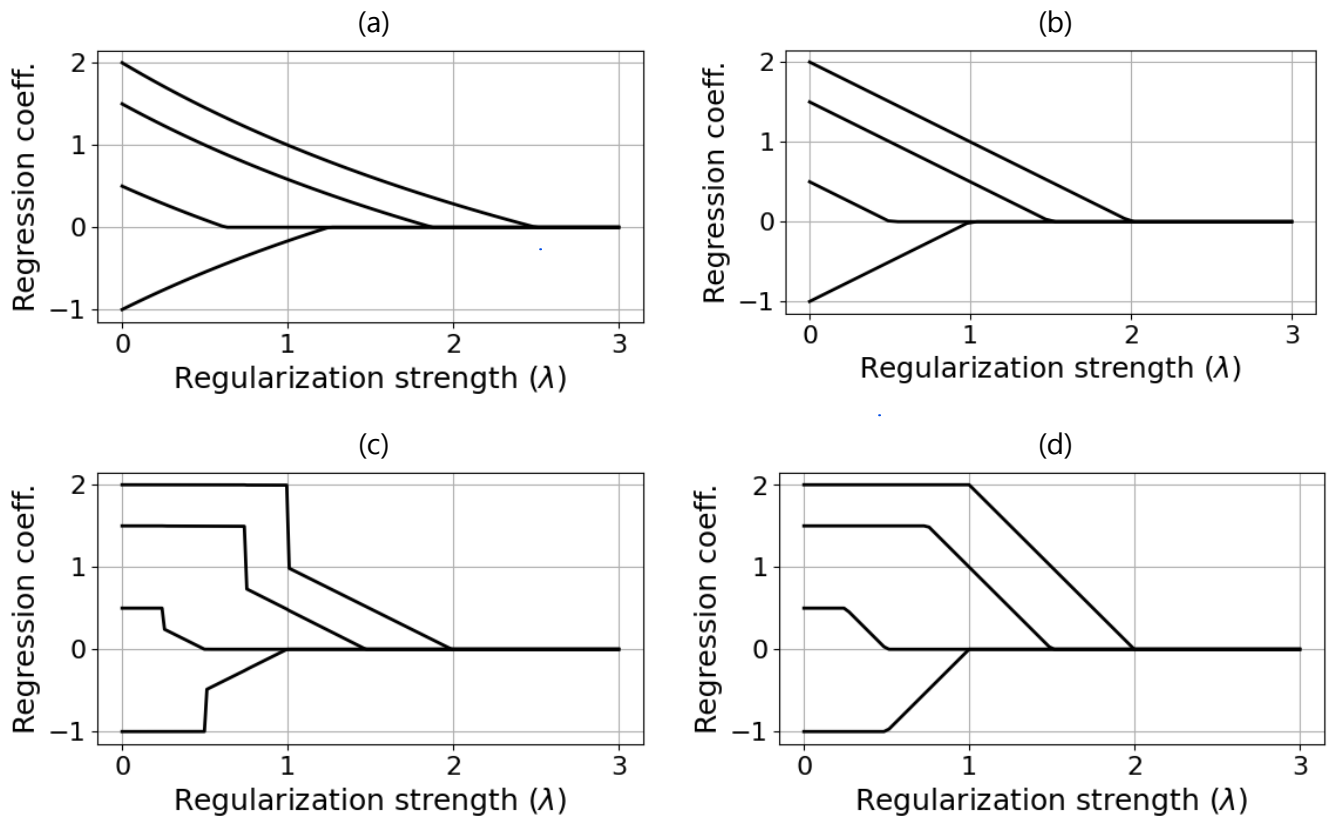 (a)
Regression coeff.
2
1
0
−1
0 1 2 3
Regularization strength (λ)
(b)
Regression coeff.
2
1
0
−1
0 1 2 3
Regularization strength (λ)
(c)
Regression coeff.
2
1
0
−1
0 1 2 3
Regularization strength (λ)
(d)
Regression coeff.
2
1
0
−1
0 1 2 3
Regularization strength (λ)